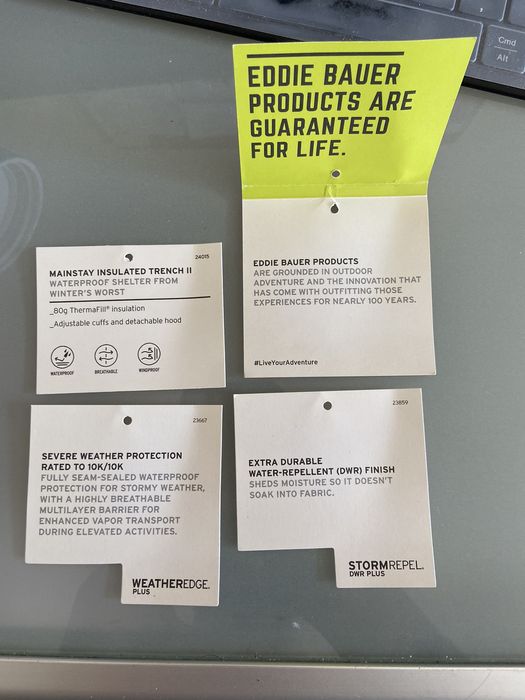 Cmd
Alt
EDDIE BAUER
PRODUCTS ARE
GUARANTEED
FOR LIFE.
EDDIE BAUER PRODUCTS
ARE GROUNDED IN OUTDOOR
ADVENTURE AND THE INNOVATION THAT
HAS COME WITH OUTFITTING THOSE
EXPERIENCES FOR NEARLY 100 YEARS.
#LiveYourAdventure
24015
MAINSTAY INSULATED TRENCH II
WATERPROOF SHELTER FROM
WINTER'S WORST
_80g ThermaFill® insulation
_Adjustable cuffs and detachable hood
WATERPROOF
BREATHABLE
WINDPROOF
23667
SEVERE WEATHER PROTECTION
RATED TO 10K/10K
FULLY SEAM-SEALED WATERPROOF
PROTECTION FOR STORMY WEATHER,
WITH A HIGHLY BREATHABLE
MULTILAYER BARRIER FOR
ENHANCED VAPOR TRANSPORT
DURING ELEVATED ACTIVITIES.
WEATHEREDGE.
PLUS
23859
EXTRA DURABLE
WATER-REPELLENT (DWR) FINISH
SHEDS MOISTURE SO IT DOESN'T
SOAK INTO FABRIC.
STORMREPEL.
DWR PLUS